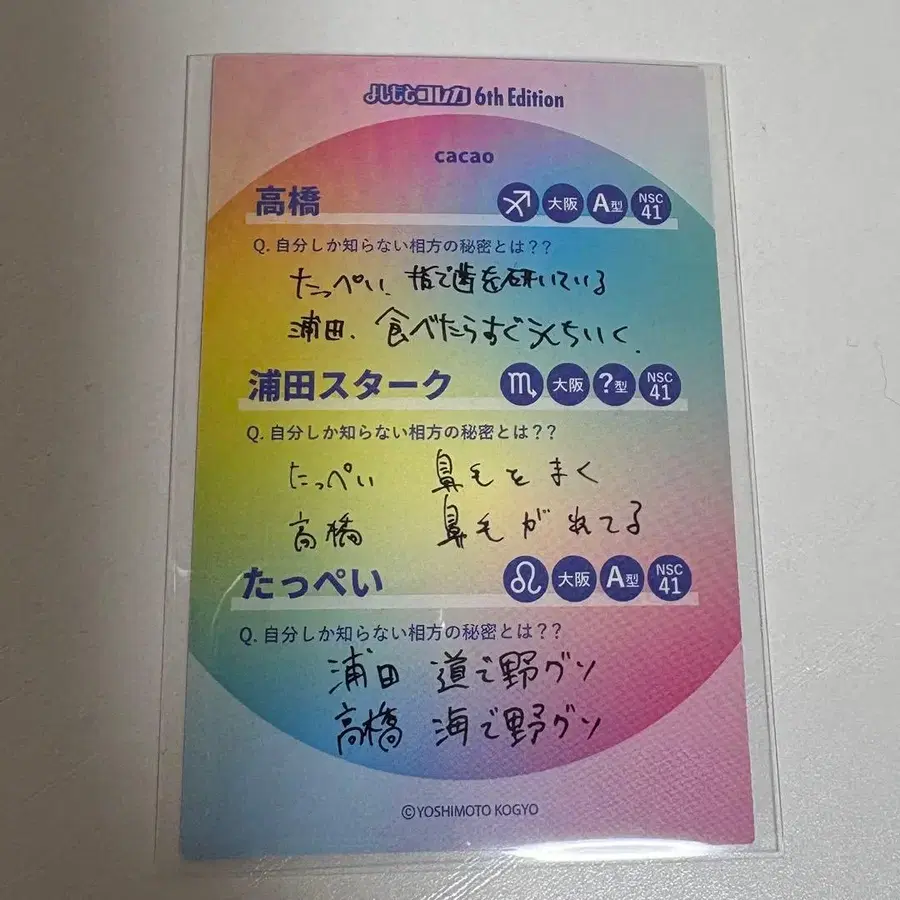 よしもとコレカ 6th Edition
cacao
高橋 ♐ 大阪 A型 NSC 41
Q. 自分しか知らない相方の秘密とは??
たっぺい、指で歯を研いている
浦田、食べたらすぐうんちいく
浦田スターク ♏ 大阪 ?型 NSC 41
Q. 自分しか知らない相方の秘密とは??
たっぺい 鼻毛をまく
高橋 鼻毛がれてる
たっぺい ♌ 大阪 A型 NSC 41
Q. 自分しか知らない相方の秘密とは??
浦田 道で野グソ
高橋 海で野グソ
©YOSHIMOTO KOGYO